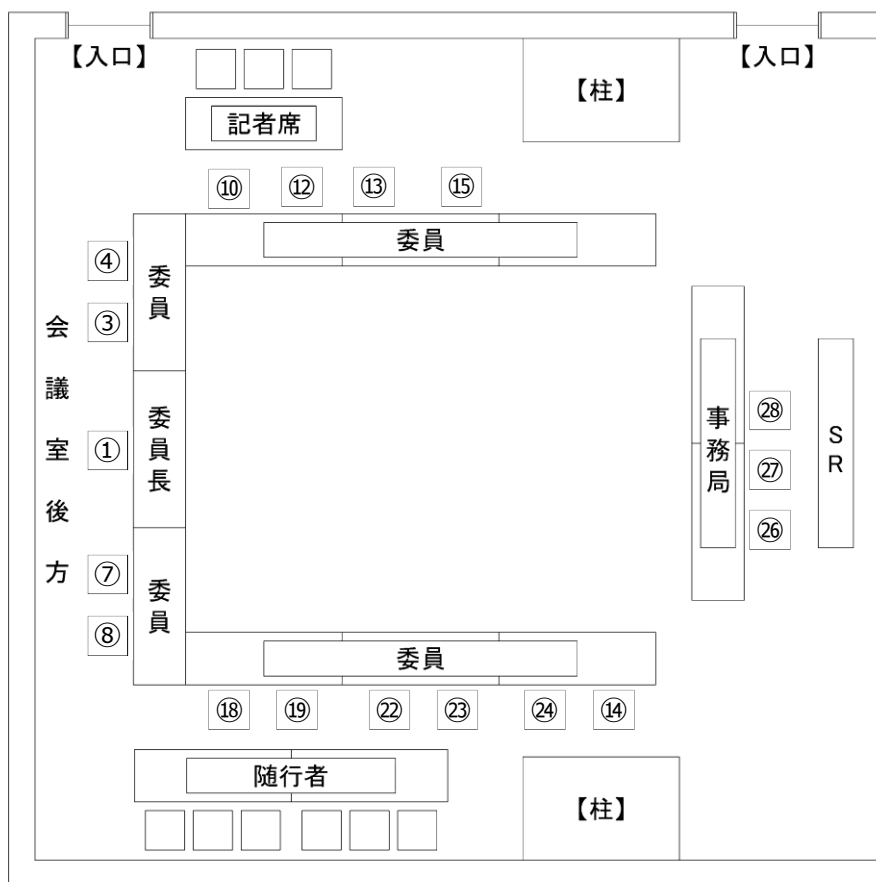 【入口】 【入口】
【柱】
記者席
⑩ ⑫ ⑬ ⑮
委員
④
③
①
⑦
⑧
会議室後方
委員
委員長
委員
事務局
㉘
㉗
㉖
SR
委員
⑱ ⑲ ㉒ ㉓ ㉔ ⑭
随行者
【柱】